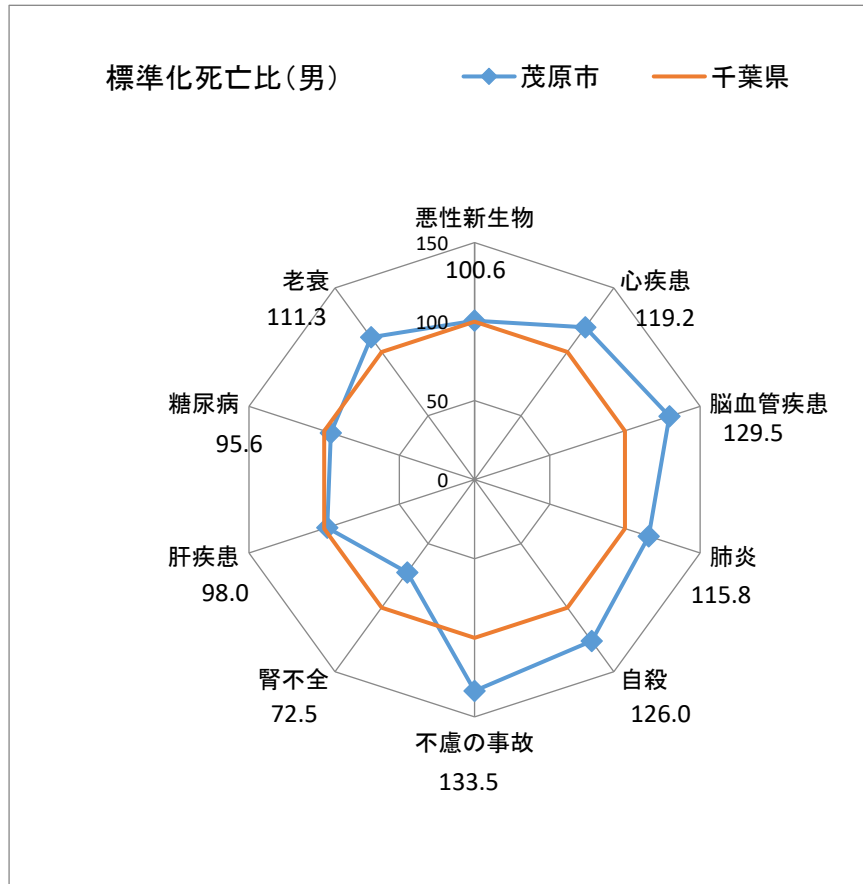 標準化死亡比(男)
茂原市
千葉県
悪性新生物
100.6
心疾患
119.2
脳血管疾患
129.5
肺炎
115.8
自殺
126.0
不慮の事故
133.5
腎不全
72.5
肝疾患
98.0
糖尿病
95.6
老衰
111.3
150
100
50
0